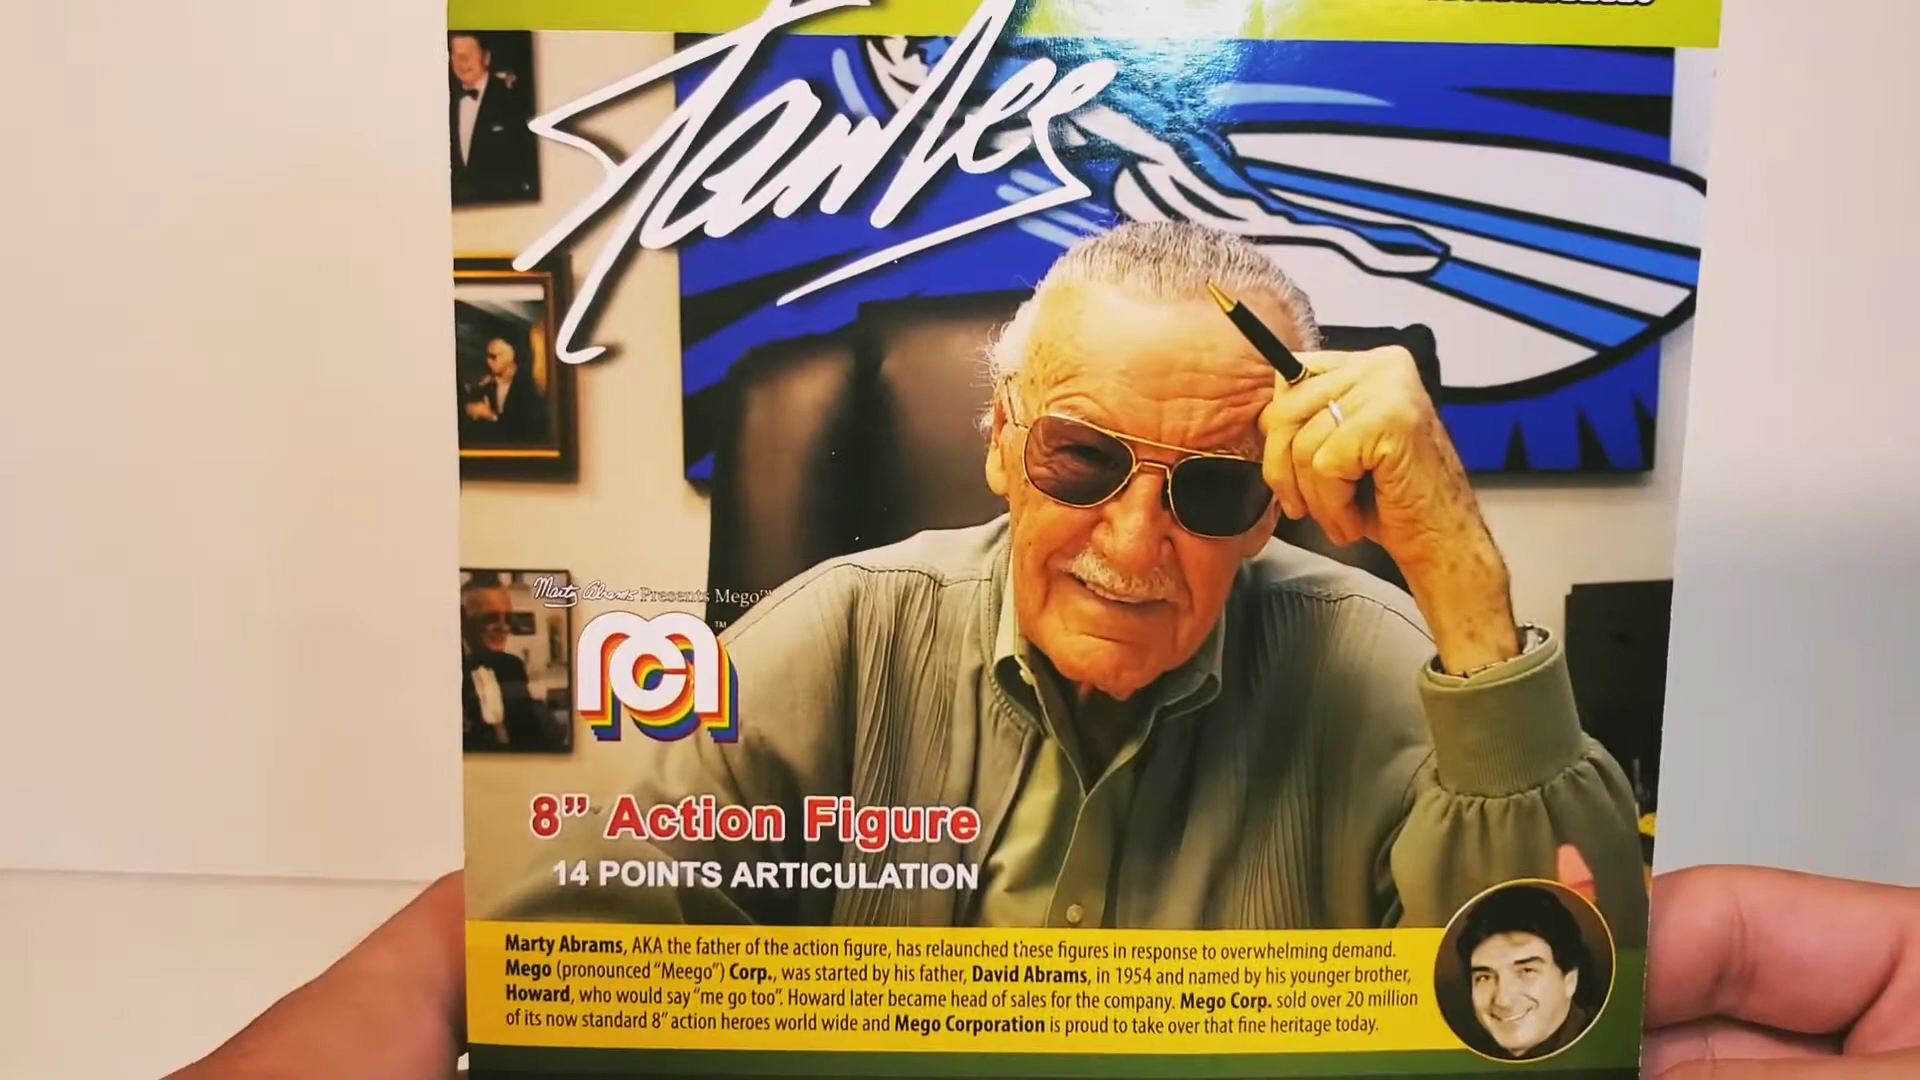 Stan Lee
Marty Abrams Presents Mego™
TM
8” Action Figure
14 POINTS ARTICULATION
Marty Abrams, AKA the father of the action figure, has relaunched these figures in response to overwhelming demand.
Mego (pronounced “Meego”) Corp., was started by his father, David Abrams, in 1954 and named by his younger brother,
Howard, who would say “me go too”. Howard later became head of sales for the company. Mego Corp. sold over 20 million
of its now standard 8” action heroes world wide and Mego Corporation is proud to take over that fine heritage today.